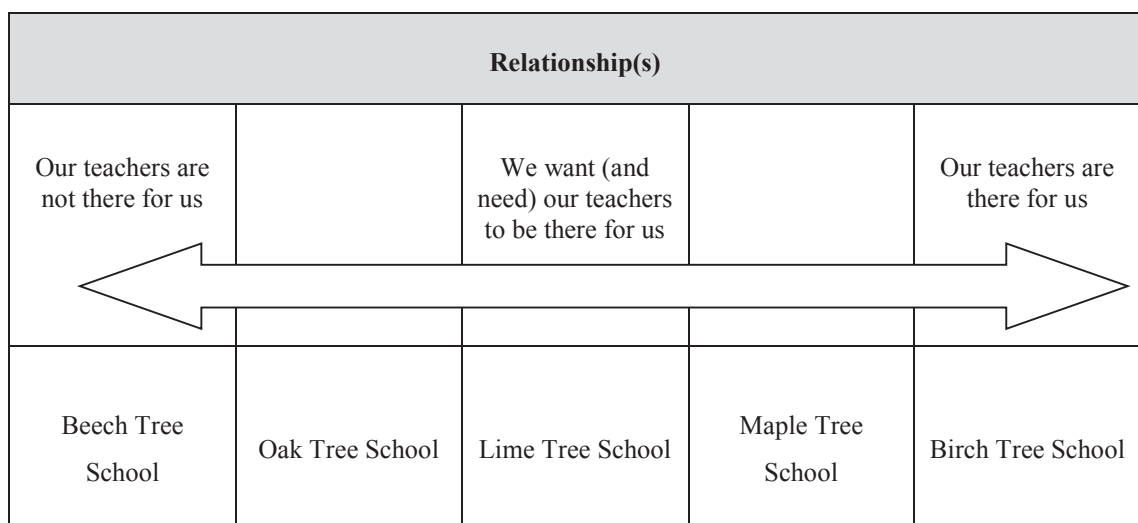 Relationship(s)
Our teachers are
not there for us
We want (and
need) our teachers
to be there for us
Our teachers are
there for us
Beech Tree
School
Oak Tree School
Lime Tree School
Maple Tree
School
Birch Tree School